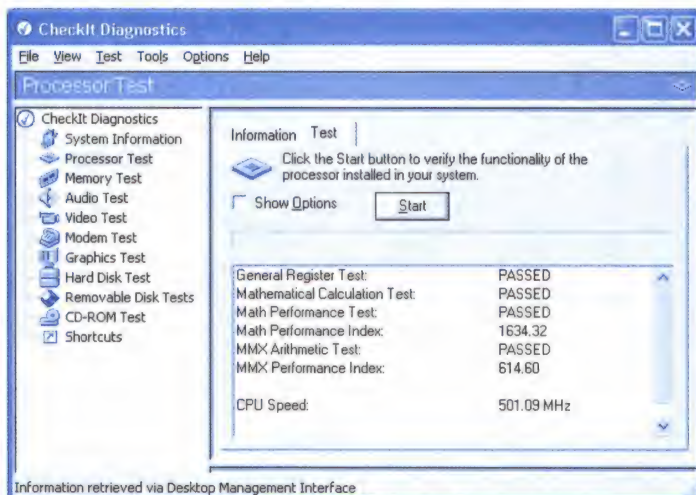 CheckIt Diagnostics
File View Test Tools Options Help
Processor Test
CheckIt Diagnostics
System Information
Processor Test
Memory Test
Audio Test
Video Test
Modem Test
Graphics Test
Hard Disk Test
Removable Disk Tests
CD-ROM Test
Shortcuts
Information Test
Click the Start button to verify the functionality of the
processor installed in your system.
Show Options Start
General Register Test: PASSED
Mathematical Calculation Test: PASSED
Math Performance Test: PASSED
Math Performance Index: 1634.32
MMX Arithmetic Test: PASSED
MMX Performance Index: 614.60
CPU Speed: 501.09 MHz
Information retrieved via Desktop Management Interface